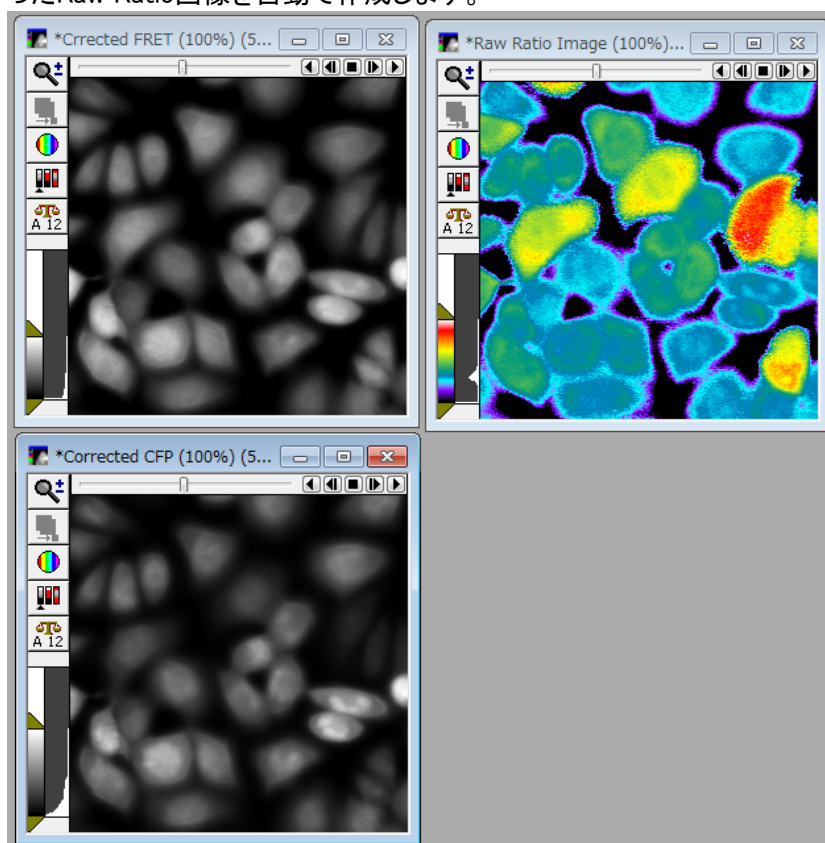 ったRaw Ratio画像を自動で作成します。
*Crrected FRET (100%) (5...
A 12
*Raw Ratio Image (100%)...
A 12
*Corrected CFP (100%) (5...
A 12